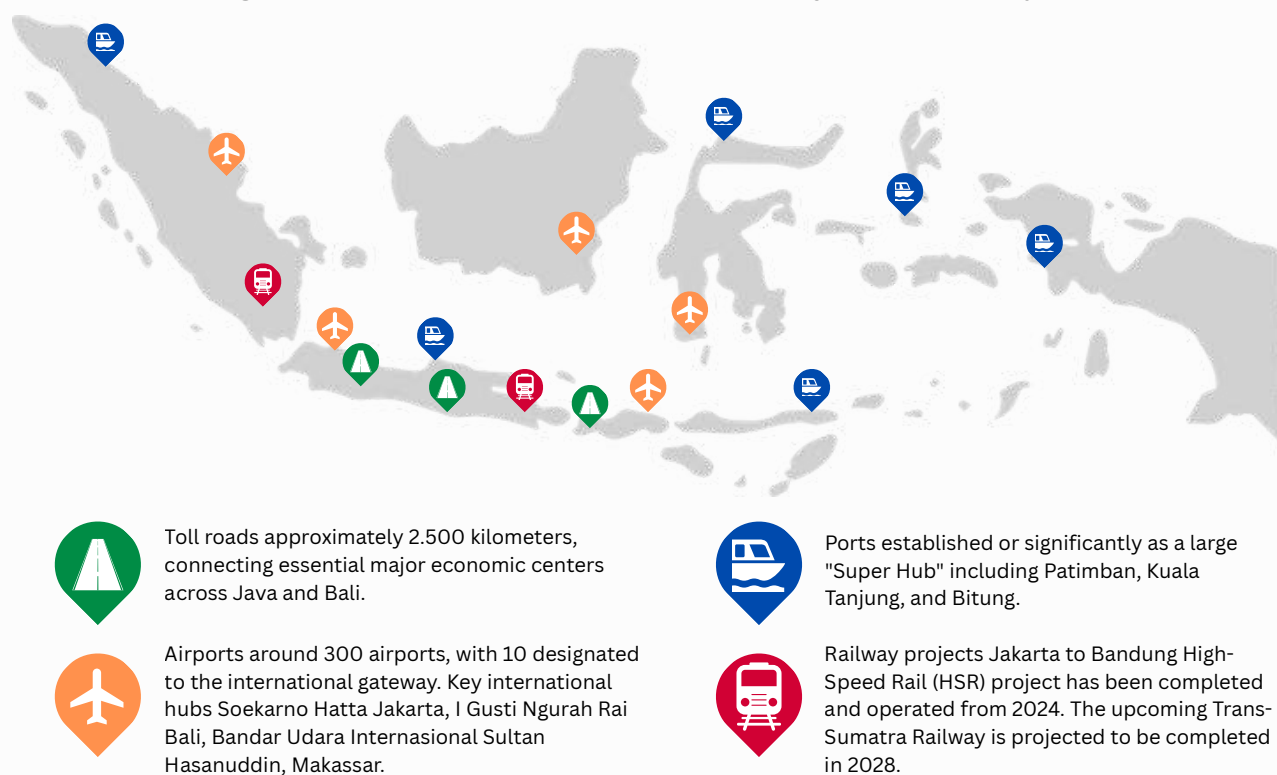 Toll roads approximately 2.500 kilometers,
connecting essential major economic centers
across Java and Bali.
Ports established or significantly as a large
"Super Hub" including Patimban, Kuala
Tanjung, and Bitung.
Airports around 300 airports, with 10 designated
to the international gateway. Key international
hubs Soekarno Hatta Jakarta, I Gusti Ngurah Rai
Bali, Bandar Udara Internasional Sultan
Hasanuddin, Makassar.
Railway projects Jakarta to Bandung High-
Speed Rail (HSR) project has been completed
and operated from 2024. The upcoming Trans-
Sumatra Railway is projected to be completed
in 2028.